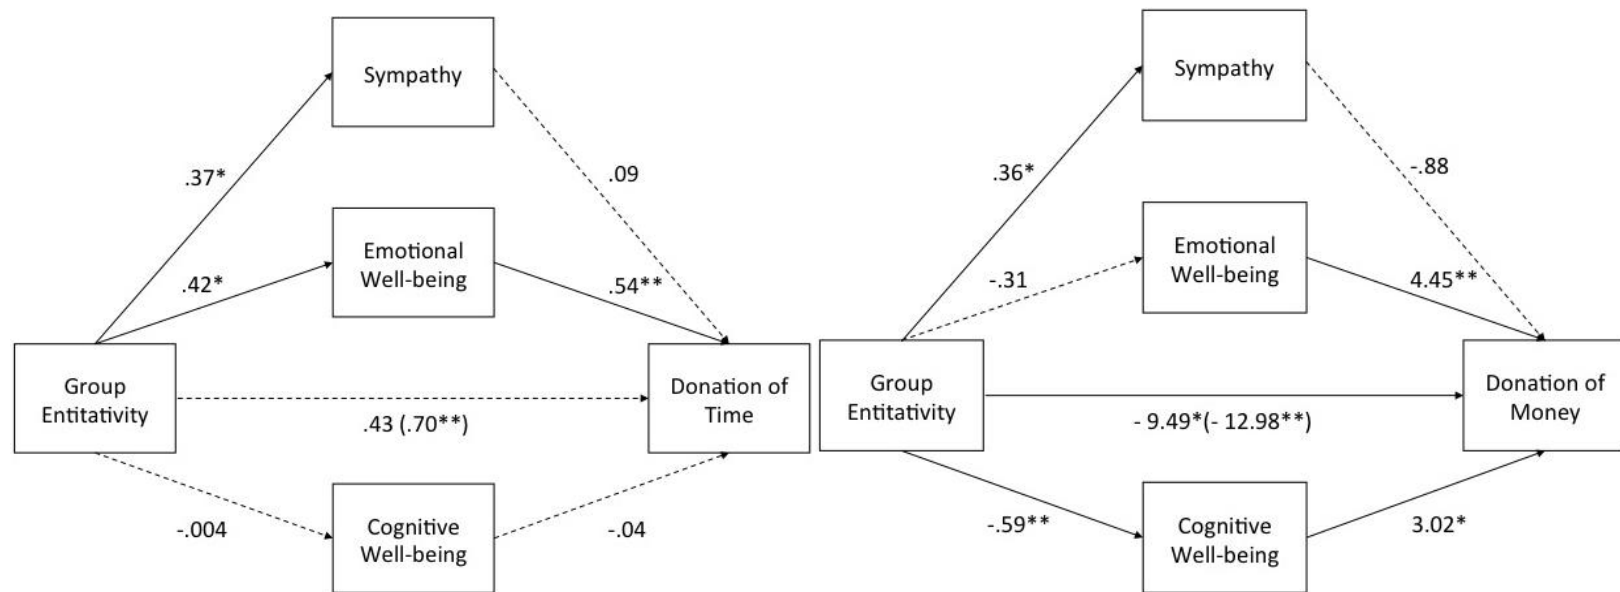 Sympathy
.37*
.09
Emotional
Well-being
.42*
.54**
Group
Entitativity
Donation of
Time
.43 (.70**)
-.004
Cognitive
Well-being
-.04
Sympathy
.36*
-.88
Emotional
Well-being
-.31
4.45**
Group
Entitativity
Donation of
Money
- 9.49*(- 12.98**)
-.59**
Cognitive
Well-being
3.02*